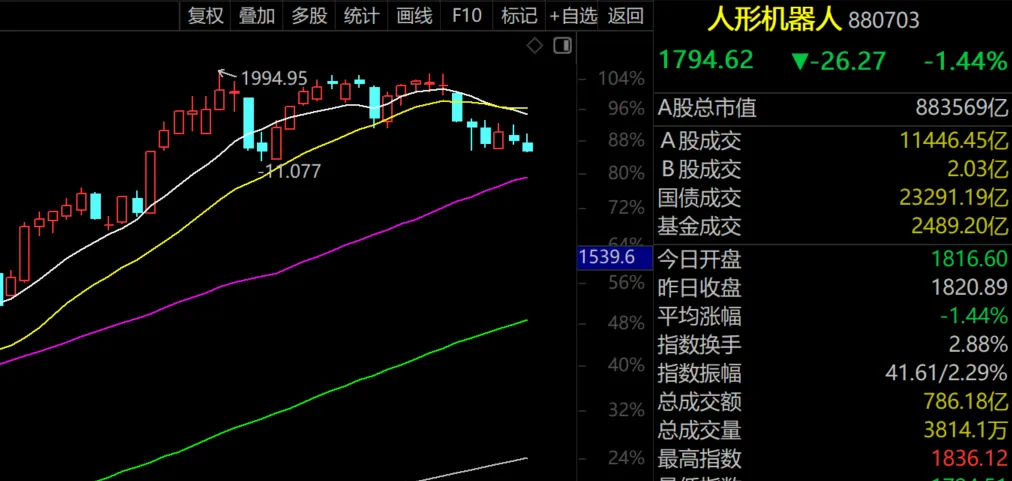 复权 叠加 多股 统计 画线 F10 标记 +自选 返回
人形机器人 880703
1794.62 ▼-26.27 -1.44%
A股总市值 883569亿
A股成交 11446.45亿
B股成交 2.03亿
国债成交 23291.19亿
基金成交 2489.20亿
今日开盘 1816.60
昨日收盘 1820.89
平均涨幅 -1.44%
指数换手 2.88%
指数振幅 41.61/2.29%
总成交额 786.18亿
总成交量 3814.1万
最高指数 1836.12
1994.95
-11.077
104%
96%
88%
80%
72%
64%
1539.6
56%
48%
40%
32%
24%